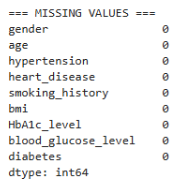 === MISSING VALUES ===
gender 0
age 0
hypertension 0
heart_disease 0
smoking_history 0
bmi 0
HbA1c_level 0
blood_glucose_level 0
diabetes 0
dtype: int64